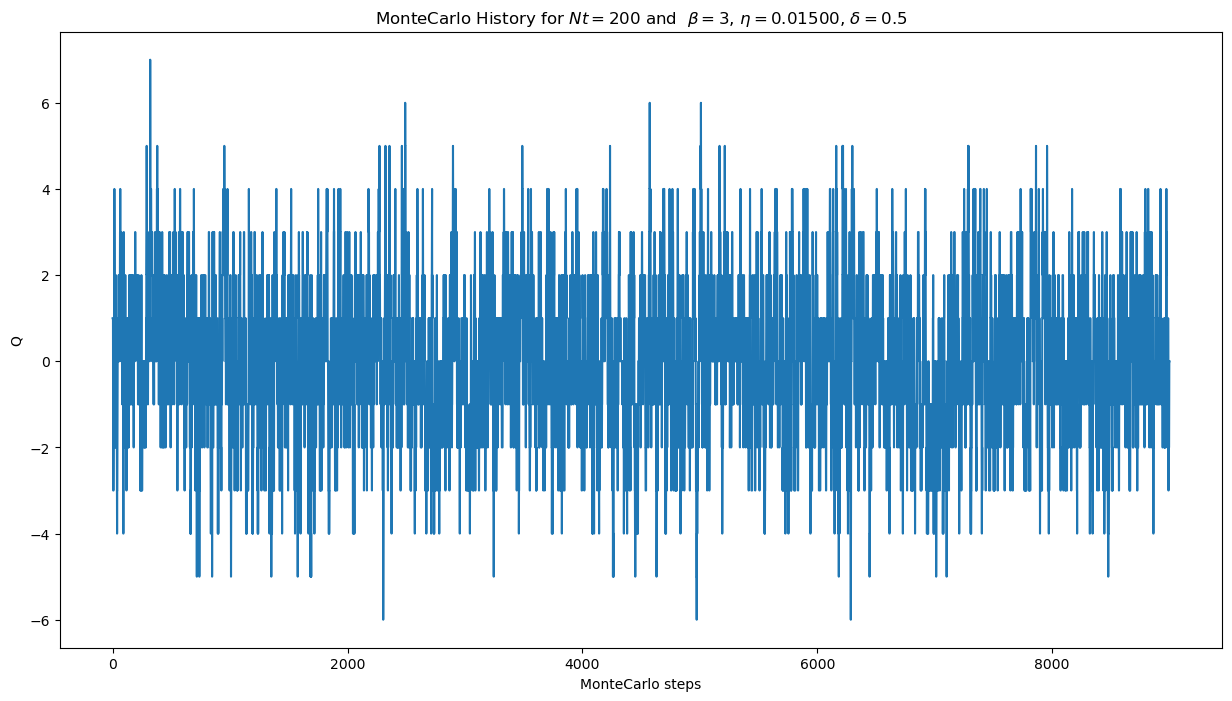 MonteCarlo History for Nt = 200 and β = 3, η = 0.01500, δ = 0.5
6
4
2
0
−2
−4
−6
Q
0 2000 4000 6000 8000
MonteCarlo steps